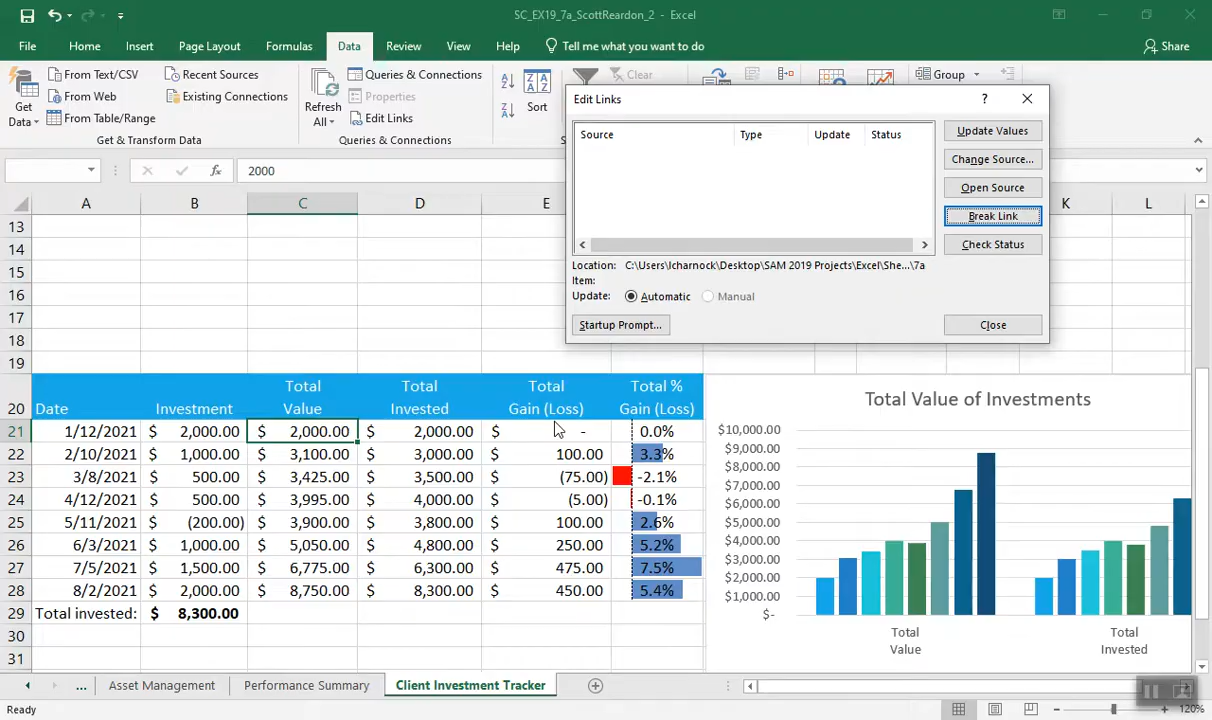 SC_EX19_7a_ScottReardon_2 - Excel
File Home Insert Page Layout Formulas Data Review View Help Tell me what you want to do Share
From Text/CSV Recent Sources Queries & Connections Clear Group
From Web Existing Connections Properties
From Table/Range Edit Links
Get Data Refresh All Sort
Get & Transform Data Queries & Connections
2000
Edit Links ?
Source Type Update Status
Update Values
Change Source...
Open Source
Break Link
Check Status
Location: C:\Users\lcharnock\Desktop\SAM 2019 Projects\Excel\She...\7a
Item:
Update: Automatic Manual
Startup Prompt... Close
A B C D E K L
13
14
15
16
17
18
19
Total Total Total Total %
20 Date Investment Value Invested Gain (Loss) Gain (Loss)
21 1/12/2021 $ 2,000.00 $ 2,000.00 $ 2,000.00 $ - 0.0%
22 2/10/2021 $ 1,000.00 $ 3,100.00 $ 3,000.00 $ 100.00 3.3%
23 3/8/2021 $ 500.00 $ 3,425.00 $ 3,500.00 $ (75.00) -2.1%
24 4/12/2021 $ 500.00 $ 3,995.00 $ 4,000.00 $ (5.00) -0.1%
25 5/11/2021 $ (200.00) $ 3,900.00 $ 3,800.00 $ 100.00 2.6%
26 6/3/2021 $ 1,000.00 $ 5,050.00 $ 4,800.00 $ 250.00 5.2%
27 7/5/2021 $ 1,500.00 $ 6,775.00 $ 6,300.00 $ 475.00 7.5%
28 8/2/2021 $ 2,000.00 $ 8,750.00 $ 8,300.00 $ 450.00 5.4%
29 Total invested: $ 8,300.00
30
31
Total Value of Investments
$10,000.00
$9,000.00
$8,000.00
$7,000.00
$6,000.00
$5,000.00
$4,000.00
$3,000.00
$2,000.00
$1,000.00
$-
Total Value
Total Invested
... Asset Management Performance Summary Client Investment Tracker
Ready 120%